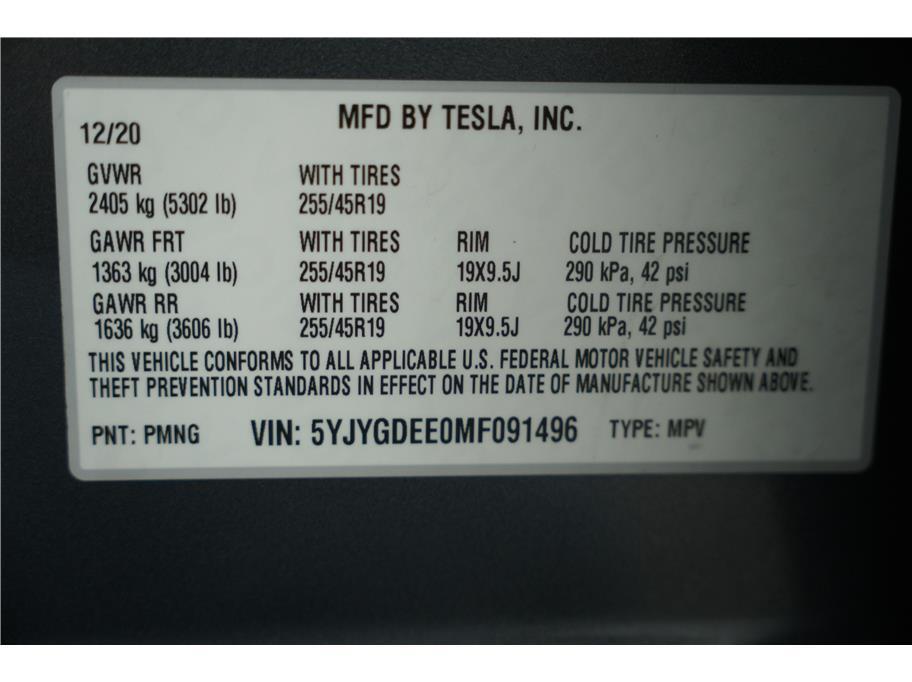 MFD BY TESLA, INC.
12/20
GVWR WITH TIRES
2405 kg (5302 lb) 255/45R19
GAWR FRT WITH TIRES RIM COLD TIRE PRESSURE
1363 kg (3004 lb) 255/45R19 19X9.5J 290 kPa, 42 psi
GAWR RR WITH TIRES RIM COLD TIRE PRESSURE
1636 kg (3606 lb) 255/45R19 19X9.5J 290 kPa, 42 psi
THIS VEHICLE CONFORMS TO ALL APPLICABLE U.S. FEDERAL MOTOR VEHICLE SAFETY AND
THEFT PREVENTION STANDARDS IN EFFECT ON THE DATE OF MANUFACTURE SHOWN ABOVE.
PNT: PMNG VIN: 5YJYGDEE0MF091496 TYPE: MPV